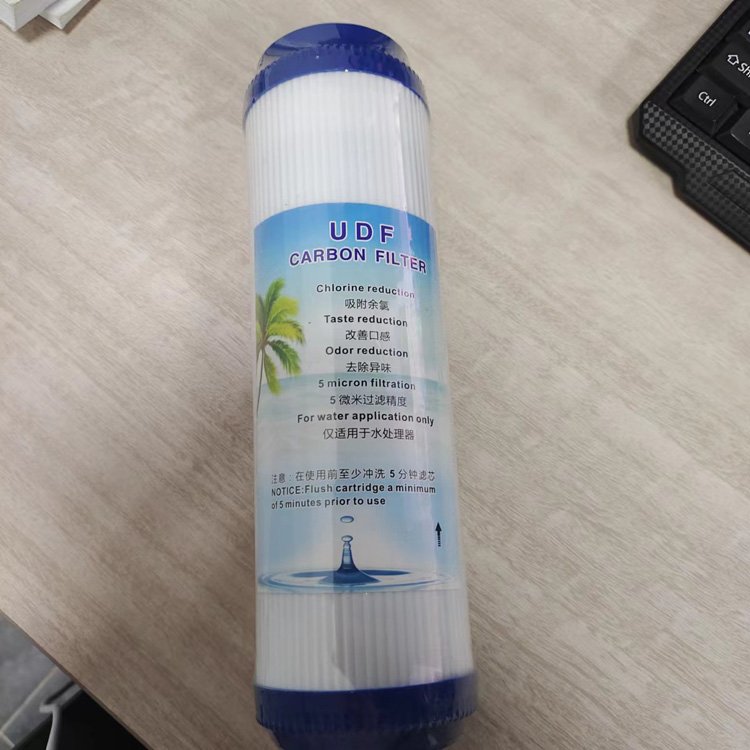 UDF
CARBON FILTER
Chlorine reduction
吸附余氯
Taste reduction
改善口感
Odor reduction
去除异味
5 micron filtration
5微米过滤精度
For water application only
仅适用于水处理器
注意:在使用前至少冲洗5分钟滤芯
NOTICE:Flush cartridge a minimum
of 5 minutes prior to use
Ctrl
Sh